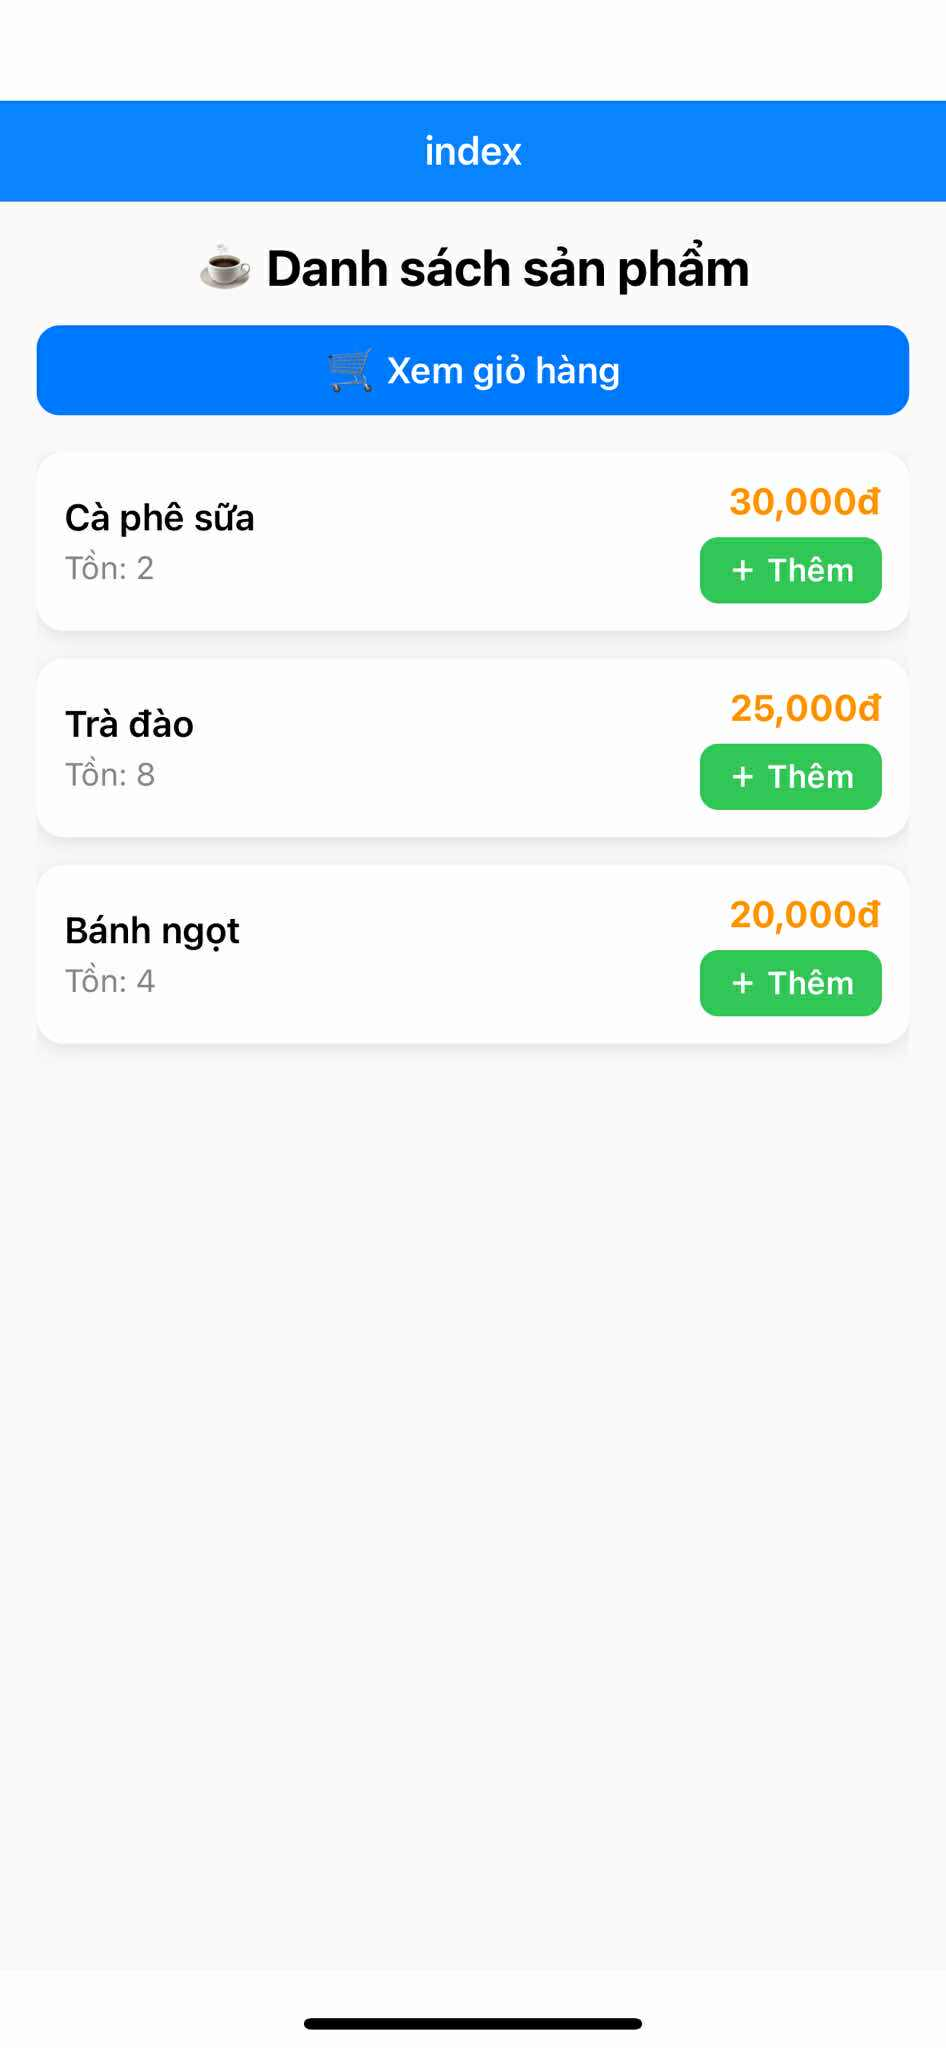 index
☕ Danh sách sản phẩm
🛒 Xem giỏ hàng
Cà phê sữa
30,000đ
Tồn: 2
+ Thêm
Trà đào
25,000đ
Tồn: 8
+ Thêm
Bánh ngọt
20,000đ
Tồn: 4
+ Thêm